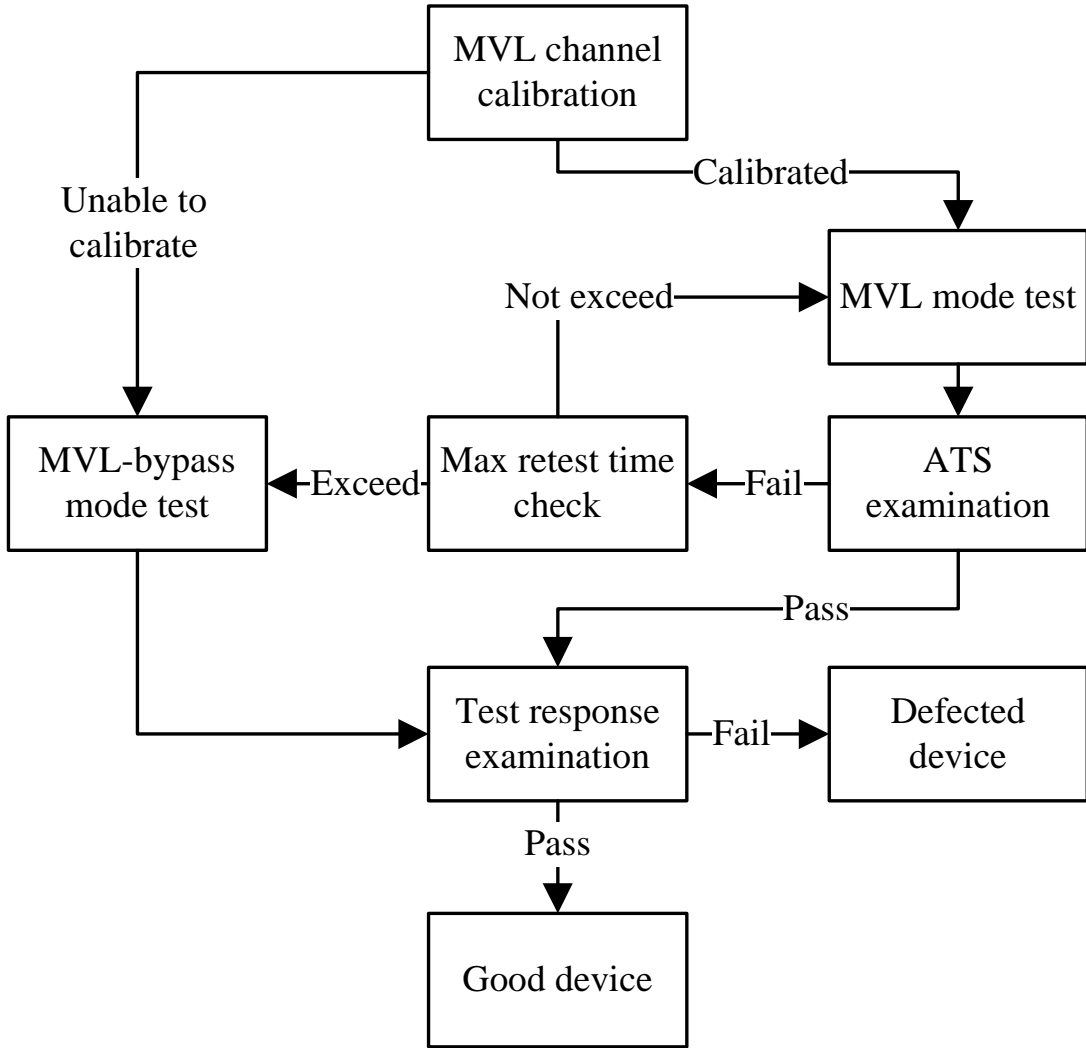 MVL channel
calibration
Calibrated
Unable to
calibrate
Not exceed
MVL mode test
MVL-bypass
mode test
Exceed
Max retest time
check
Fail
ATS
examination
Pass
Test response
examination
Fail
Defected
device
Pass
Good device